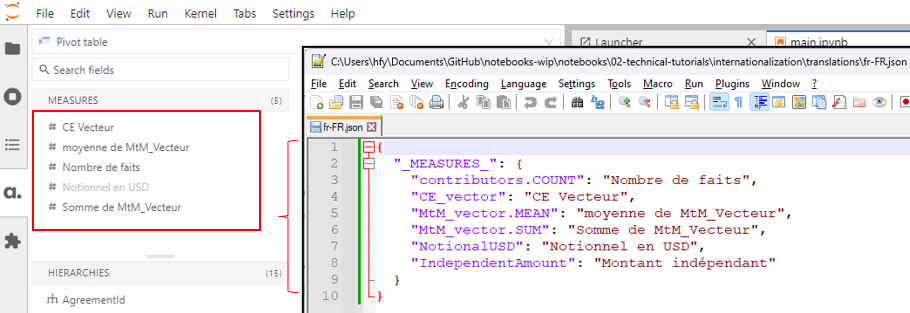 File Edit View Run Kernel Tabs Settings Help
Pivot table
Launcher
main.ipynb
Search fields
MEASURES (5)
# CE Vecteur
# moyenne de MtM_Vecteur
# Nombre de faits
# Notionnel en USD
# Somme de MtM_Vecteur
HIERARCHIES (15)
AgreementId
a.
C:\Users\hfy\Documents\GitHub\notebooks-wip\notebooks\02-technical-tutorials\internationalization\translations\fr-FR.json
File Edit Search View Encoding Language Settings Tools Macro Run Plugins Window ?
fr-FR.json
1 {
2 "_MEASURES_": {
3 "contributors.COUNT": "Nombre de faits",
4 "CE_vector": "CE Vecteur",
5 "MtM_vector.MEAN": "moyenne de MtM_Vecteur",
6 "MtM_vector.SUM": "Somme de MtM_Vecteur",
7 "NotionalUSD": "Notionnel en USD",
8 "IndependentAmount": "Montant indépendant"
9 }
10 }